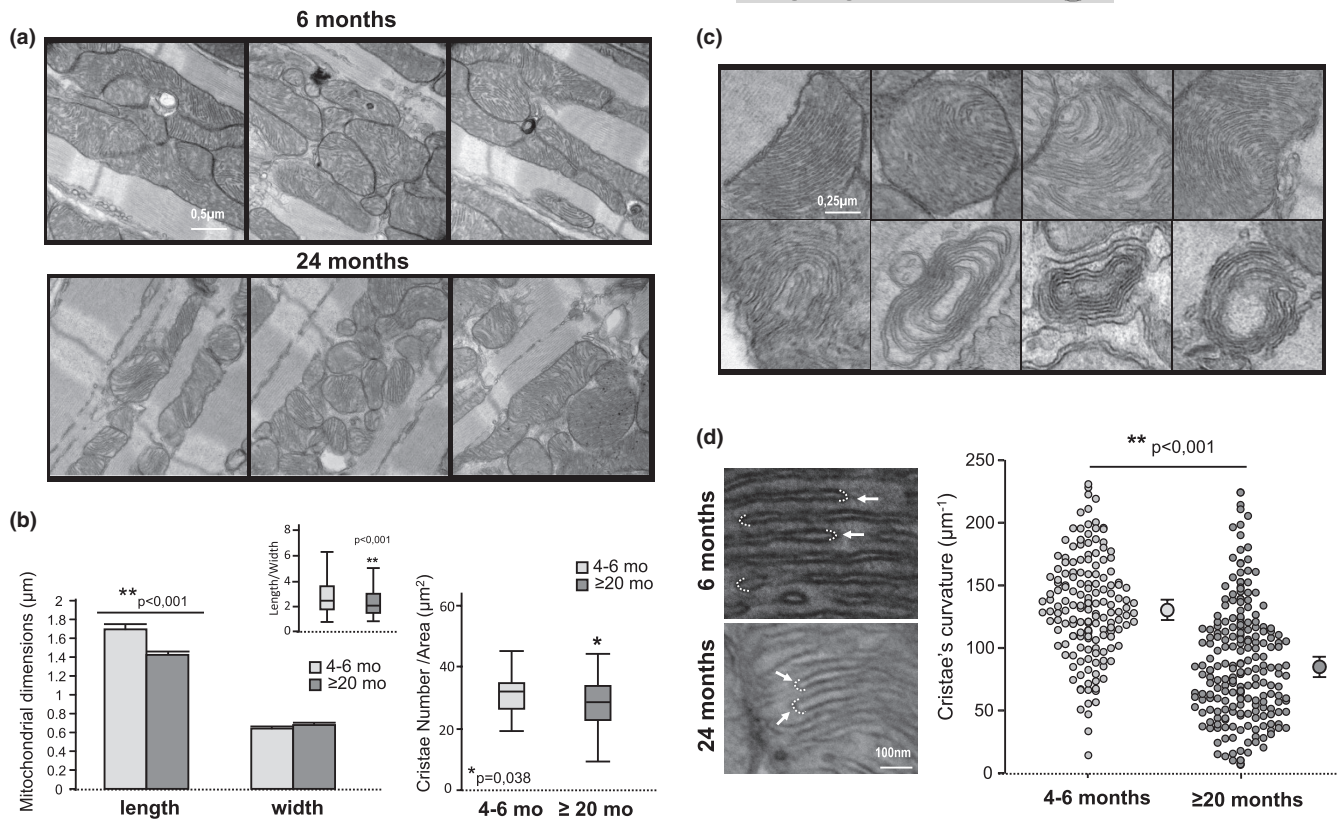 (a)
6 months
0,5µm
24 months
(b)
Mitochondrial dimensions (µm)
2
1.8
1.6
1.4
1.2
1
0.8
0.6
0.4
0.2
0
**p<0,001
length
width
Length/Width
8
6
4
2
0
p<0,001
**
4-6 mo
≥20 mo
Cristae Number /Area (µm²)
60
40
20
0
4-6 mo
≥20 mo
*
*p=0,038
4-6 mo
≥ 20 mo
(c)
0,25µm
(d)
6 months
24 months
100nm
Cristae's curvature (µm⁻¹)
250
200
150
100
50
0
** p<0,001
4-6 months
≥20 months